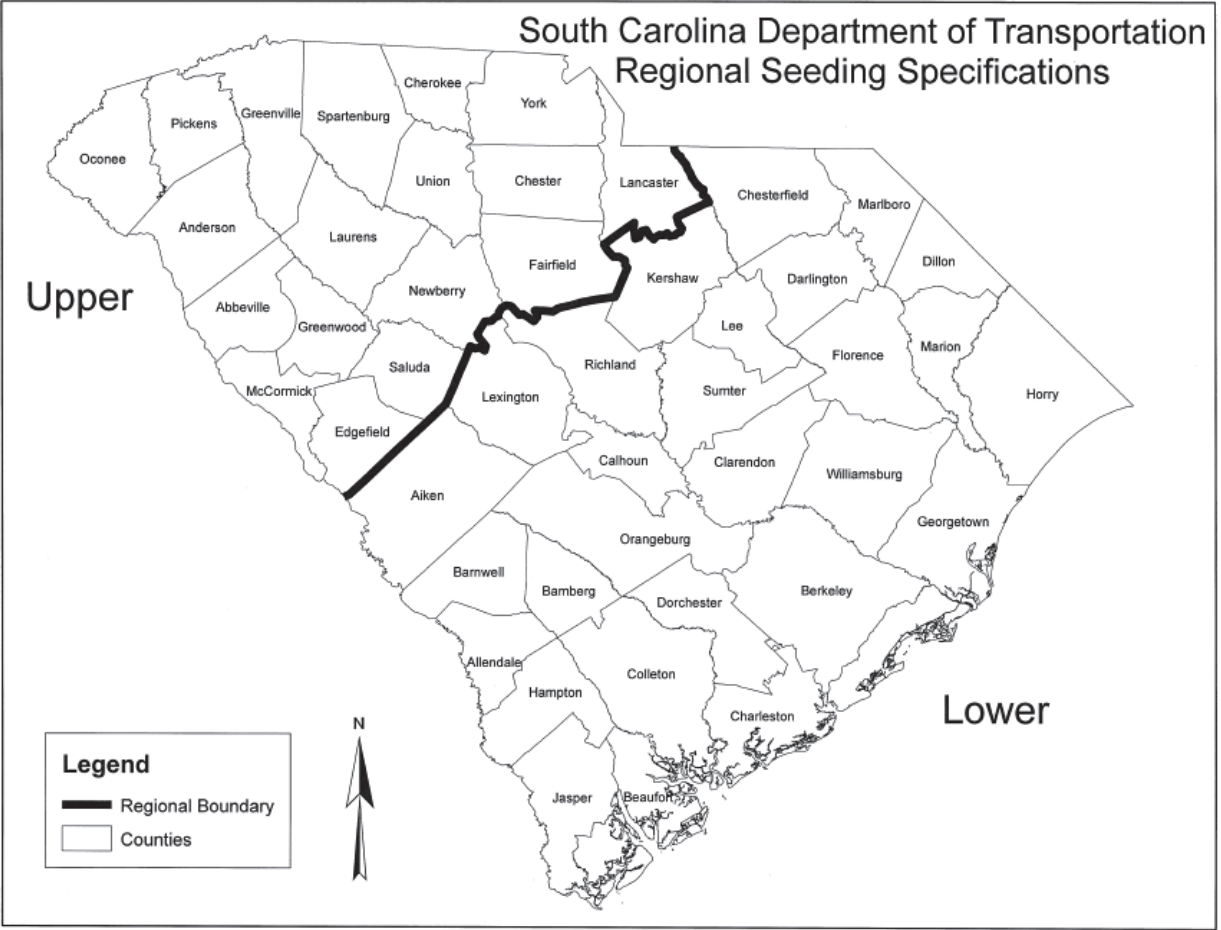 South Carolina Department of Transportation
Regional Seeding Specifications
Cherokee
York
Greenville
Spartenburg
Pickens
Oconee
Union
Chester
Lancaster
Chesterfield
Marlboro
Anderson
Laurens
Fairfield
Kershaw
Darlington
Dillon
Upper
Abbeville
Newberry
Greenwood
Lee
Marion
Florence
Saluda
Richland
McCormick
Lexington
Sumter
Horry
Edgefield
Calhoun
Clarendon
Williamsburg
Aiken
Georgetown
Orangeburg
Barnwell
Bamberg
Dorchester
Berkeley
Allendale
Colleton
Hampton
Charleston
Lower
N
Legend
Regional Boundary
Counties
Jasper
Beaufort